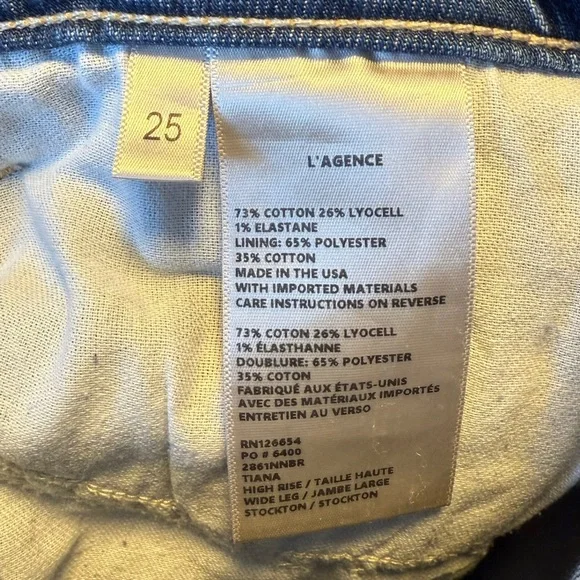 25
L'AGENCE
73% COTTON 26% LYOCELL
1% ELASTANE
LINING: 65% POLYESTER
35% COTTON
MADE IN THE USA
WITH IMPORTED MATERIALS
CARE INSTRUCTIONS ON REVERSE
73% COTON 26% LYOCELL
1% ÉLASTHANNE
DOUBLURE: 65% POLYESTER
35% COTON
FABRIQUÉ AUX ÉTATS-UNIS
AVEC DES MATÉRIAUX IMPORTÉS
ENTRETIEN AU VERSO
RN126654
PO # 6400
2861NNBR
TIANA
HIGH RISE / TAILLE HAUTE
WIDE LEG / JAMBE LARGE
STOCKTON / STOCKTON